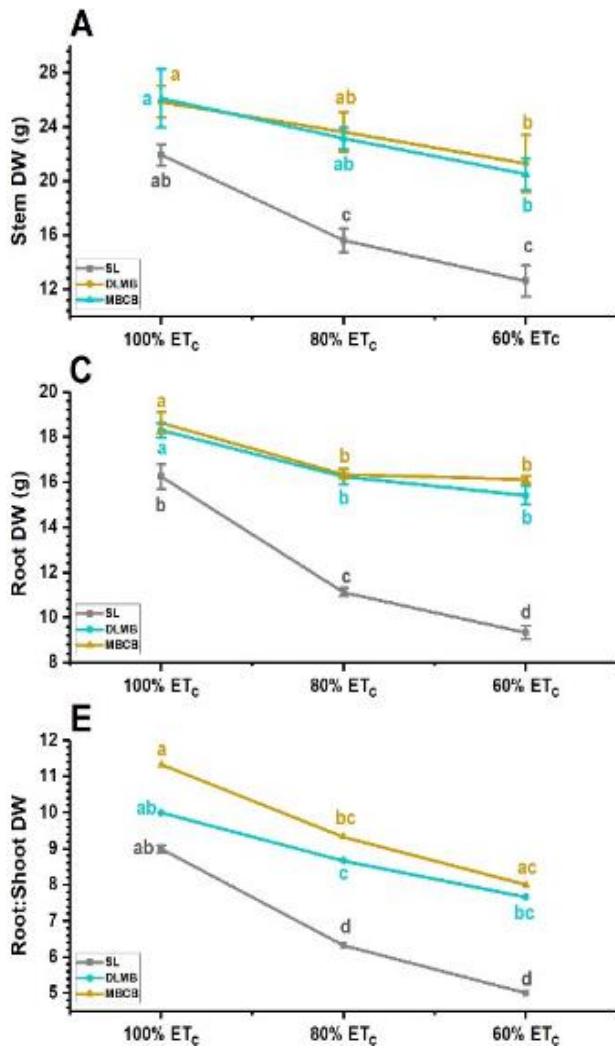 A
Stem DW (g)
28
24
20
16
12
a
a
ab
ab
b
ab
ab
b
c
c
SL
DLMB
MBCB
100% ETC
80% ETC
60% ETc
C
Root DW (g)
20
18
16
14
12
10
8
a
a
b
b
b
b
b
c
d
SL
DLMB
MBCB
100% ETC
80% ETC
60% ETC
E
Root:Shoot DW
12
11
10
9
8
7
6
5
a
ab
ab
bc
c
ac
bc
d
d
SL
DLMB
MBCB
100% ETC
80% ETC
60% ETC